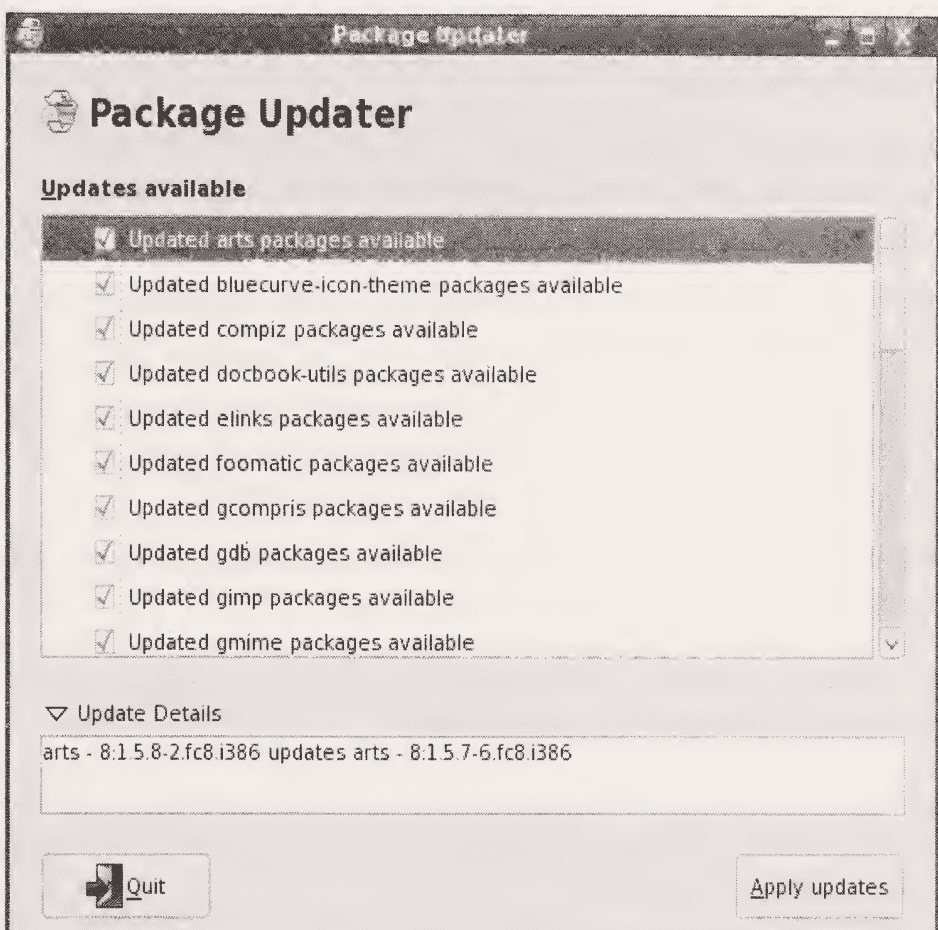 Package Updater
Package Updater
Updates available
Updated arts packages available
Updated bluecurve-icon-theme packages available
Updated compiz packages available
Updated docbook-utils packages available
Updated elinks packages available
Updated foomatic packages available
Updated gcompris packages available
Updated gdb packages available
Updated gimp packages available
Updated gmime packages available
Update Details
arts - 8:1.5.8-2.fc8.i386 updates arts - 8:1.5.7-6.fc8.i386
Quit
Apply updates